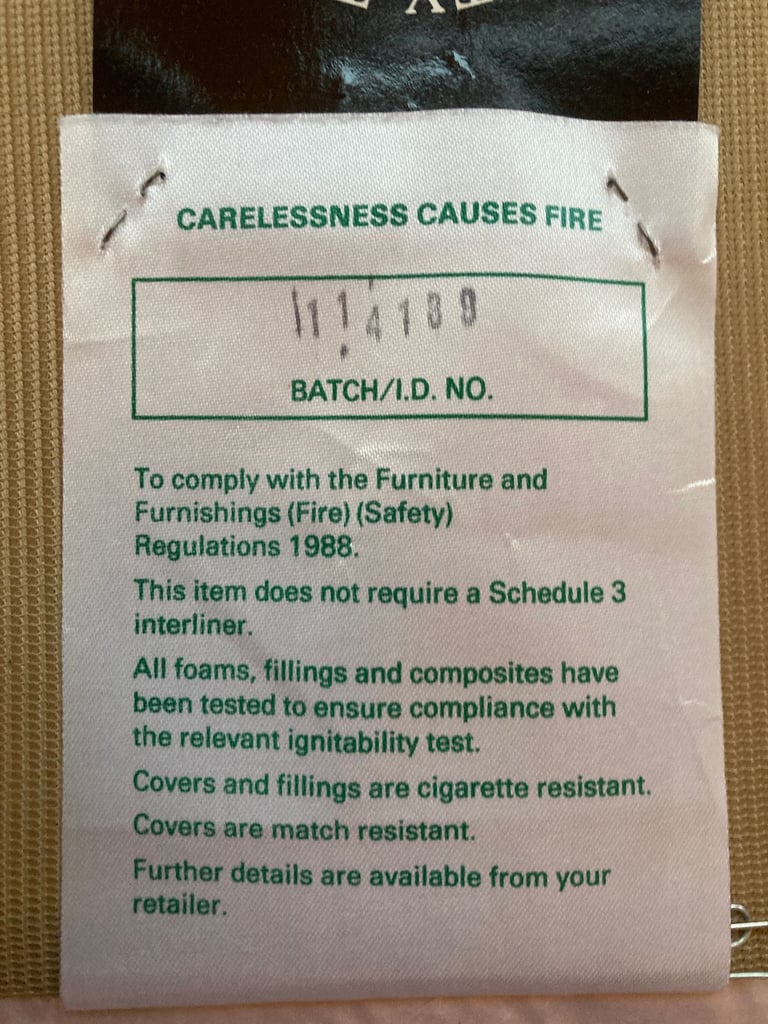 CARELESSNESS CAUSES FIRE
BATCH/I.D. NO.
To comply with the Furniture and
Furnishings (Fire) (Safety)
Regulations 1988.
This item does not require a Schedule 3
interliner.
All foams, fillings and composites have
been tested to ensure compliance with
the relevant ignitability test.
Covers and fillings are cigarette resistant.
Covers are match resistant.
Further details are available from your
retailer.